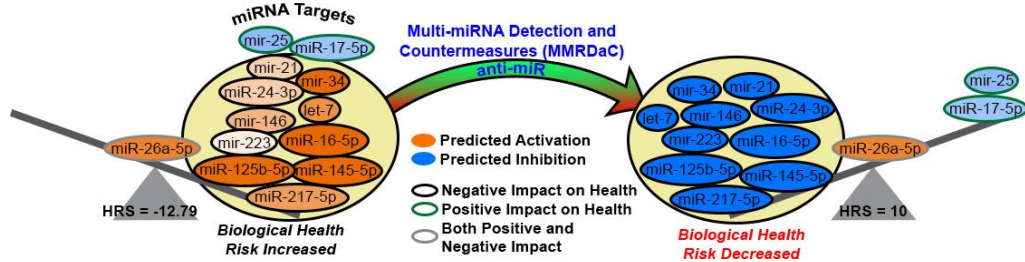 miRNA Targets
mir-25
miR-17-5p
mir-21
mir-34
miR-24-3p
let-7
mir-146
mir-223
miR-16-5p
miR-125b-5p
miR-145-5p
miR-217-5p
miR-26a-5p
HRS = -12.79
Biological Health
Risk Increased
Multi-miRNA Detection and
Countermeasures (MMRDaC)
anti-miR
Predicted Activation
Predicted Inhibition
Negative Impact on Health
Positive Impact on Health
Both Positive and
Negative Impact
mir-34
mir-21
let-7
mir-146
miR-24-3p
mir-223
miR-16-5p
miR-125b-5p
miR-145-5p
miR-217-5p
Biological Health
Risk Decreased
mir-25
miR-17-5p
miR-26a-5p
HRS = 10